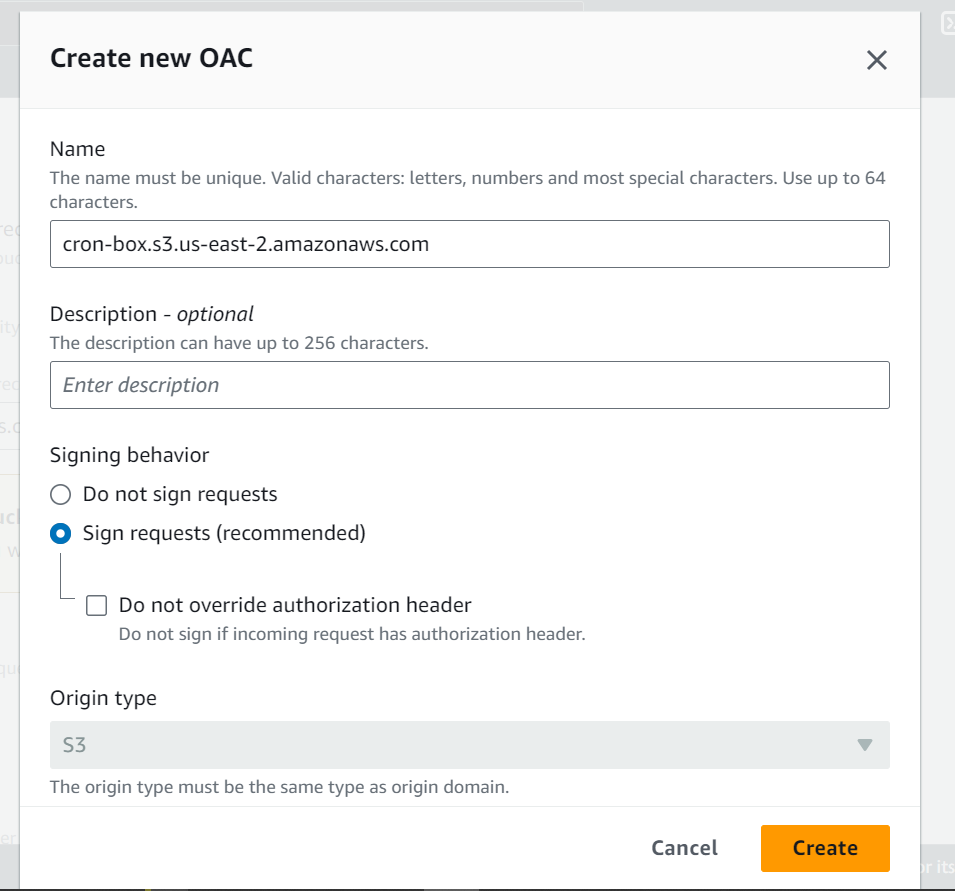 Create new OAC
Name
The name must be unique. Valid characters: letters, numbers and most special characters. Use up to 64
characters.
cron-box.s3.us-east-2.amazonaws.com
Description - optional
The description can have up to 256 characters.
Enter description
Signing behavior
Do not sign requests
Sign requests (recommended)
Do not override authorization header
Do not sign if incoming request has authorization header.
Origin type
S3
The origin type must be the same type as origin domain.
Cancel
Create